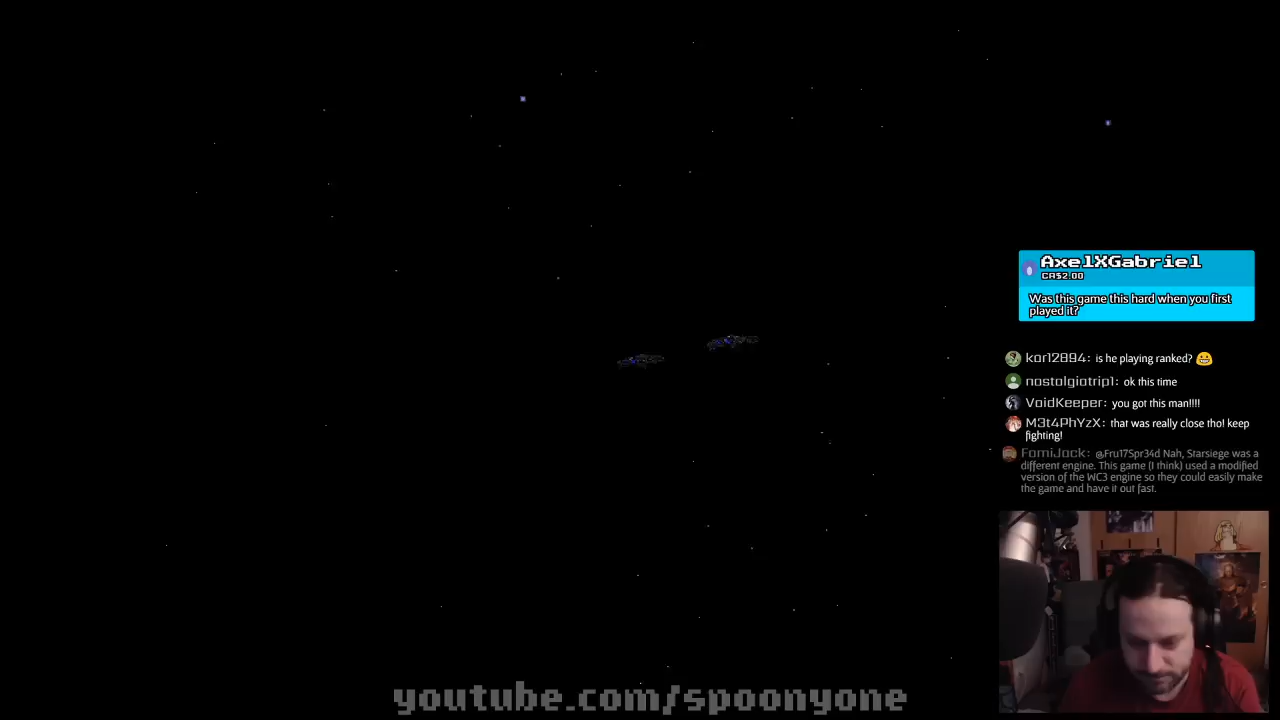 AxelXGabriel
CA$2.00
Was this game this hard when you first
played it?
kor12884: is he playing ranked? 😀
nostalgiatrip1: ok this time
VoidKeeper: you got this man!!!!
M3t4PhYzX: that was really close tho! keep
fighting!
FamiJack: @Fru17Spr34d Nah, Starsiege was a
different engine. This game (I think) used a modified
version of the WC3 engine so they could easily make
the game and have it out fast.
youtube.com/spoonyone